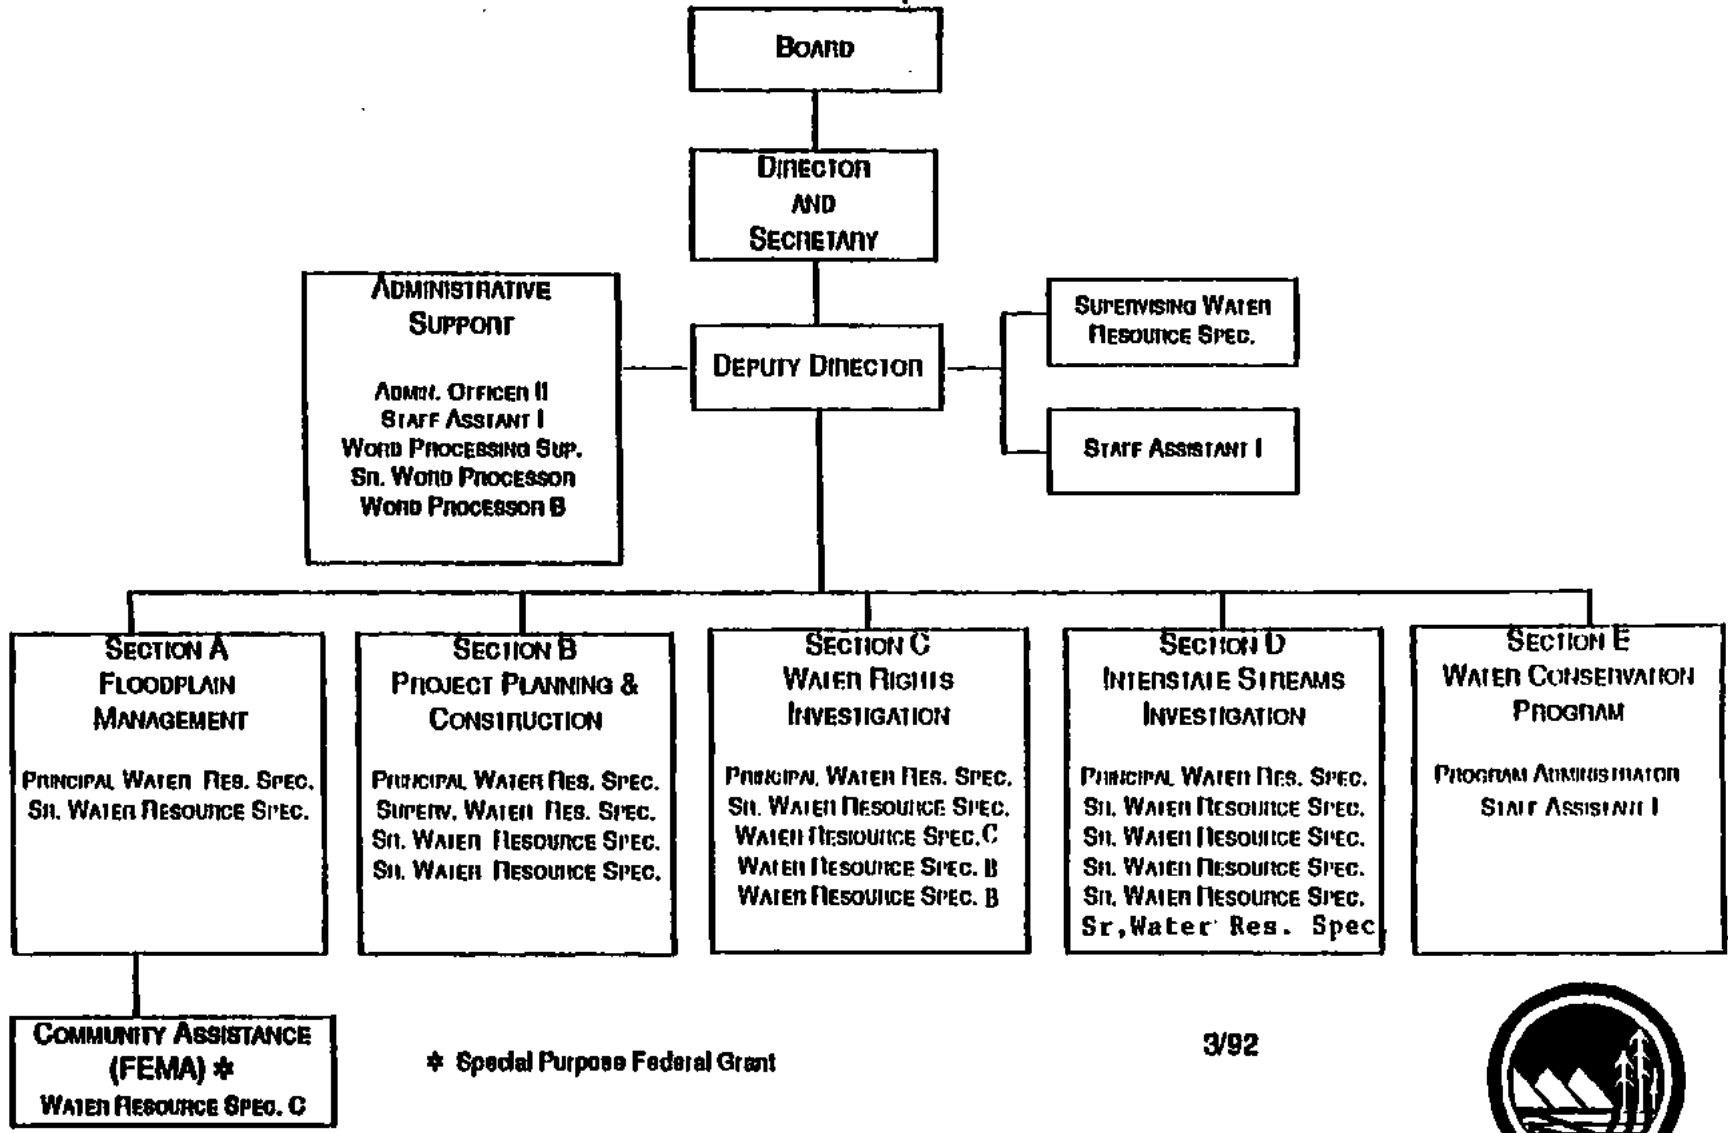 BOARD
DIRECTOR
AND
SECRETARY
ADMINISTRATIVE
SUPPORT
ADMIN. OFFICER II
STAFF ASSTANT I
WORD PROCESSING SUP.
SR. WORD PROCESSOR
WORD PROCESSOR B
DEPUTY DIRECTOR
SUPERVISING WATER
RESOURCE SPEC.
STAFF ASSISTANT I
SECTION A
FLOODPLAIN
MANAGEMENT
PRINCIPAL WATER RES. SPEC.
SR. WATER RESOURCE SPEC.
SECTION B
PROJECT PLANNING &
CONSTRUCTION
PRINCIPAL WATER RES. SPEC.
SUPERV. WATER RES. SPEC.
SR. WATER RESOURCE SPEC.
SR. WATER RESOURCE SPEC.
SECTION C
WATER RIGHTS
INVESTIGATION
PRINCIPAL WATER RES. SPEC.
SR. WATER RESOURCE SPEC.
WATER RESIOURCE SPEC. C
WATER RESOURCE SPEC. B
WATER RESOURCE SPEC. B
SECTION D
INTERSTATE STREAMS
INVESTIGATION
PRINCIPAL WATER RES. SPEC.
SR. WATER RESOURCE SPEC.
SR. WATER RESOURCE SPEC.
SR. WATER RESOURCE SPEC.
SR. WATER RESOURCE SPEC.
Sr,Water Res. Spec
SECTION E
WATER CONSERVATION
PROGRAM
PROGRAM ADMINISTRATOR
STAFF ASSISTANT I
COMMUNITY ASSISTANCE
(FEMA) *
WATER RESOURCE SPEC. C
* Special Purpose Federal Grant
3/92